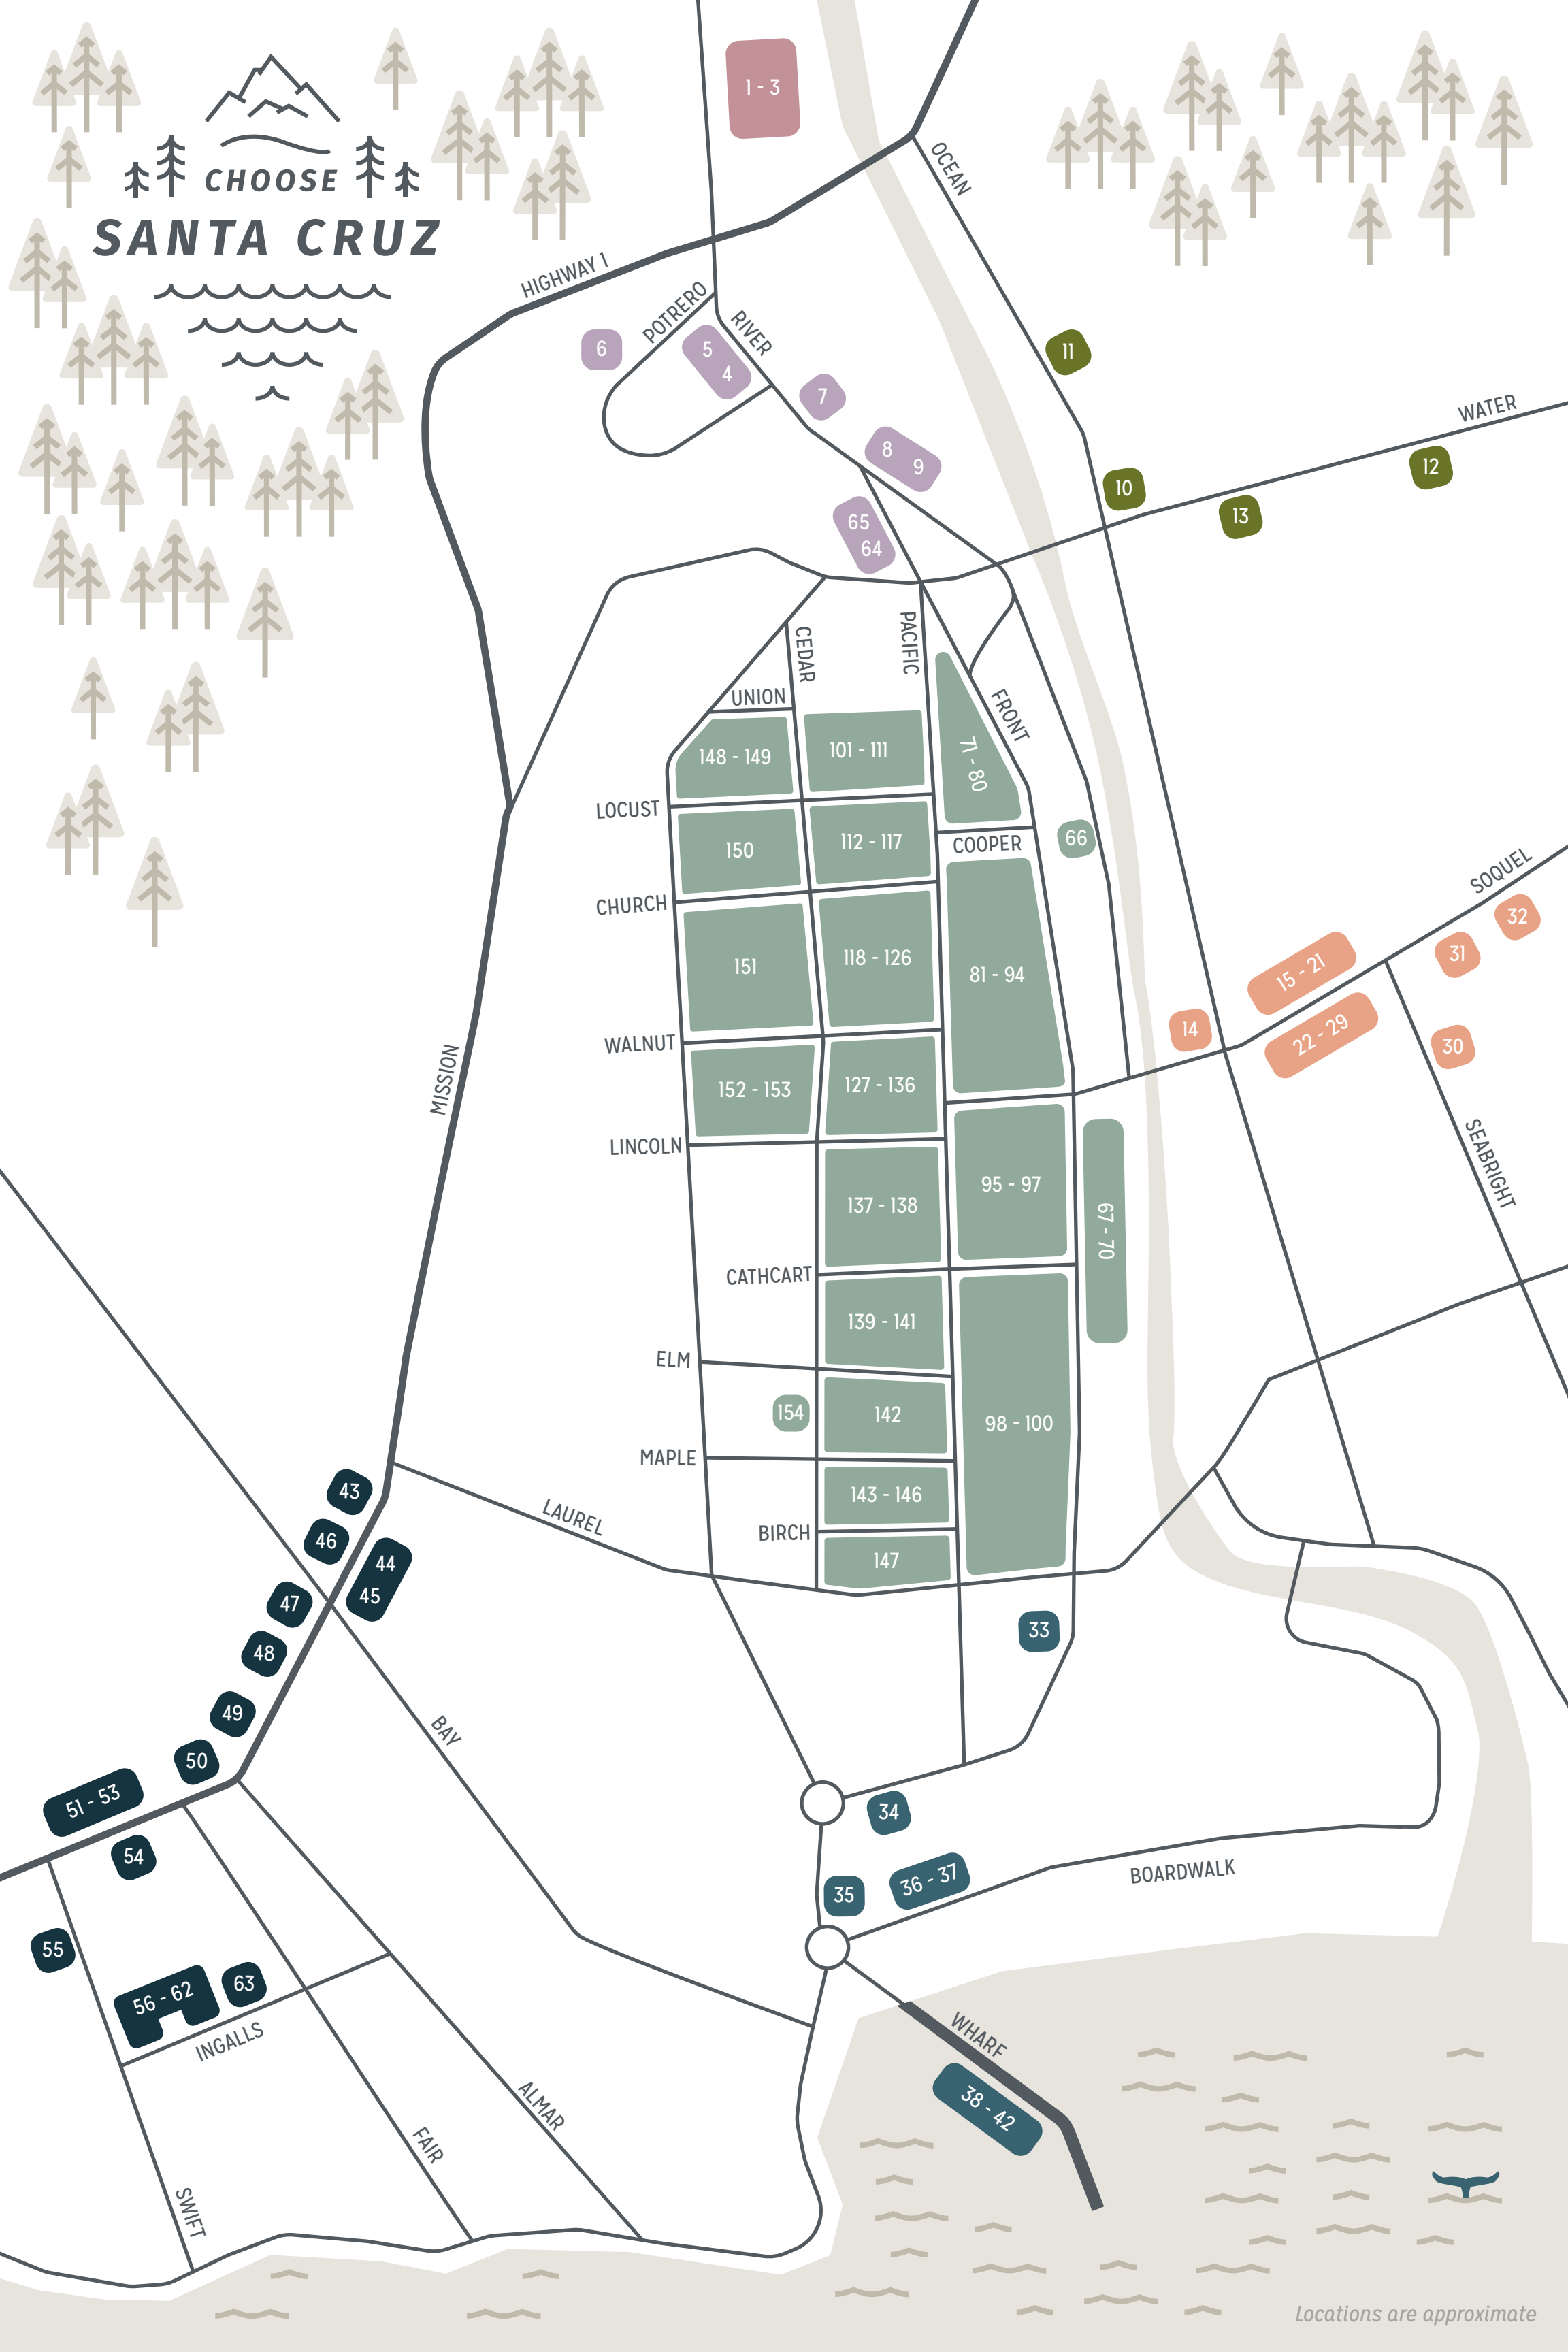 CHOOSE
SANTA CRUZ
1 - 3
OCEAN
HIGHWAY 1
POTRERO
RIVER
6
5
4
7
11
8
9
WATER
10
12
13
65
64
CEDAR
PACIFIC
UNION
FRONT
148 - 149
101 - 111
71 - 80
LOCUST
150
112 - 117
COOPER
66
CHURCH
151
118 - 126
81 - 94
SOQUEL
32
31
15 - 21
22 - 29
14
30
WALNUT
MISSION
152 - 153
127 - 136
LINCOLN
SEABRIGHT
137 - 138
95 - 97
67 - 70
CATHCART
139 - 141
ELM
154
142
98 - 100
MAPLE
143 - 146
LAUREL
BIRCH
147
43
46
44
45
47
48
49
50
51 - 53
54
55
56 - 62
63
INGALLS
BAY
33
34
35
36 - 37
BOARDWALK
WHARF
38 - 42
ALMAR
FAIR
SWIFT
Locations are approximate